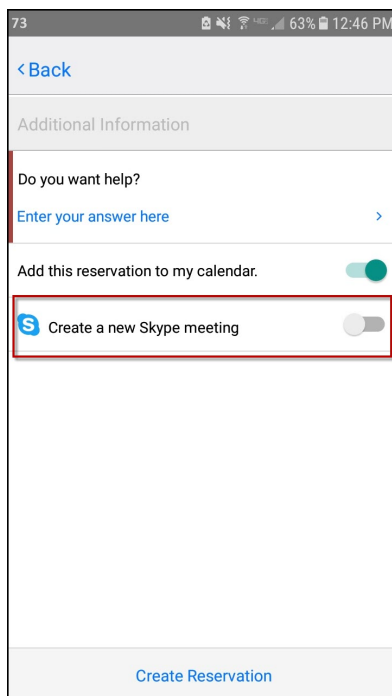 73 4G 63% 12:46 PM
<Back
Additional Information
Do you want help?
Enter your answer here >
Add this reservation to my calendar.
S Create a new Skype meeting
Create Reservation